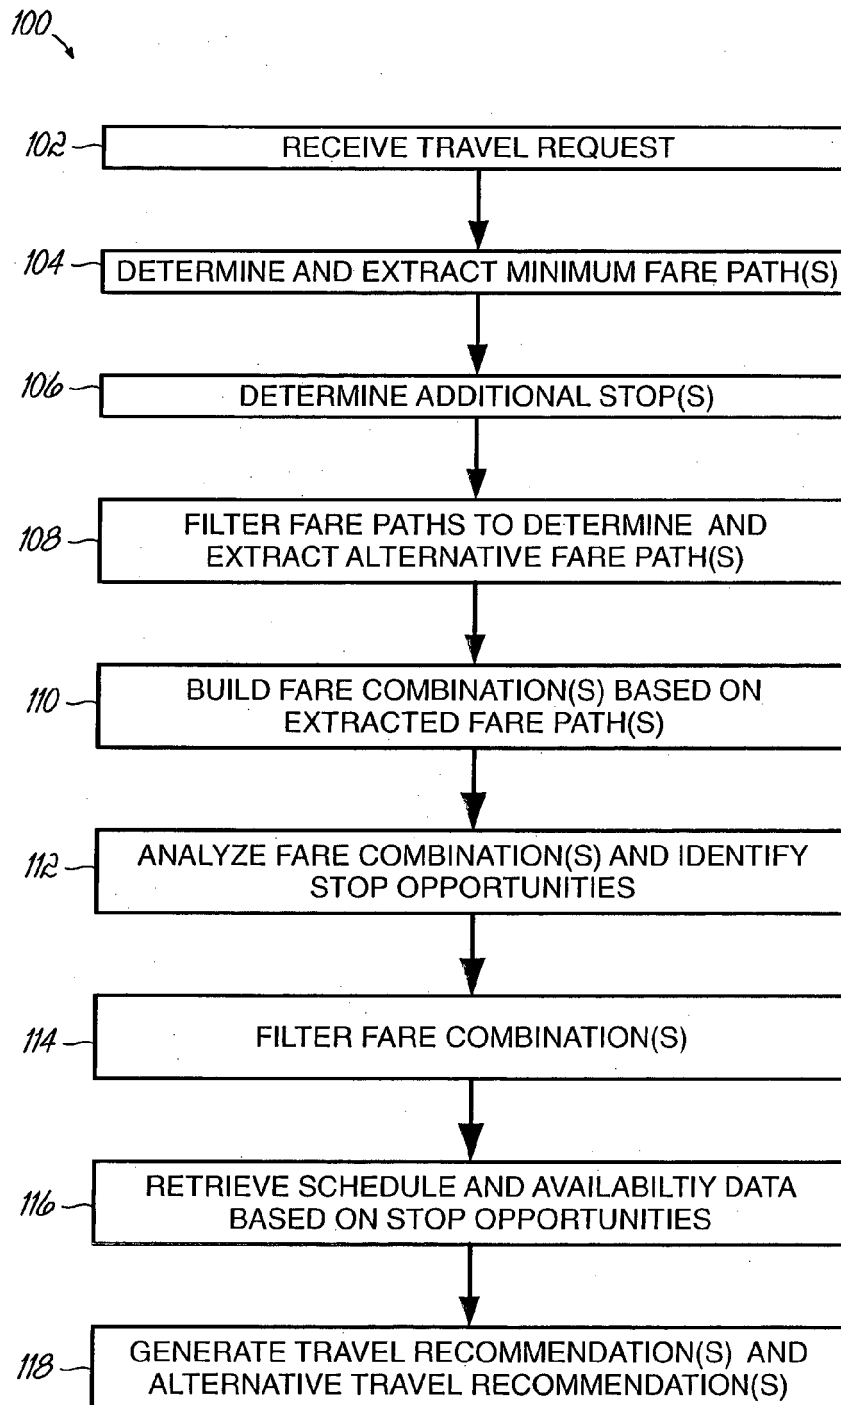 100
102
RECEIVE TRAVEL REQUEST
104
DETERMINE AND EXTRACT MINIMUM FARE PATH(S)
106
DETERMINE ADDITIONAL STOP(S)
108
FILTER FARE PATHS TO DETERMINE AND
EXTRACT ALTERNATIVE FARE PATH(S)
110
BUILD FARE COMBINATION(S) BASED ON
EXTRACTED FARE PATH(S)
112
ANALYZE FARE COMBINATION(S) AND IDENTIFY
STOP OPPORTUNITIES
114
FILTER FARE COMBINATION(S)
116
RETRIEVE SCHEDULE AND AVAILABILTIY DATA
BASED ON STOP OPPORTUNITIES
118
GENERATE TRAVEL RECOMMENDATION(S) AND
ALTERNATIVE TRAVEL RECOMMENDATION(S)